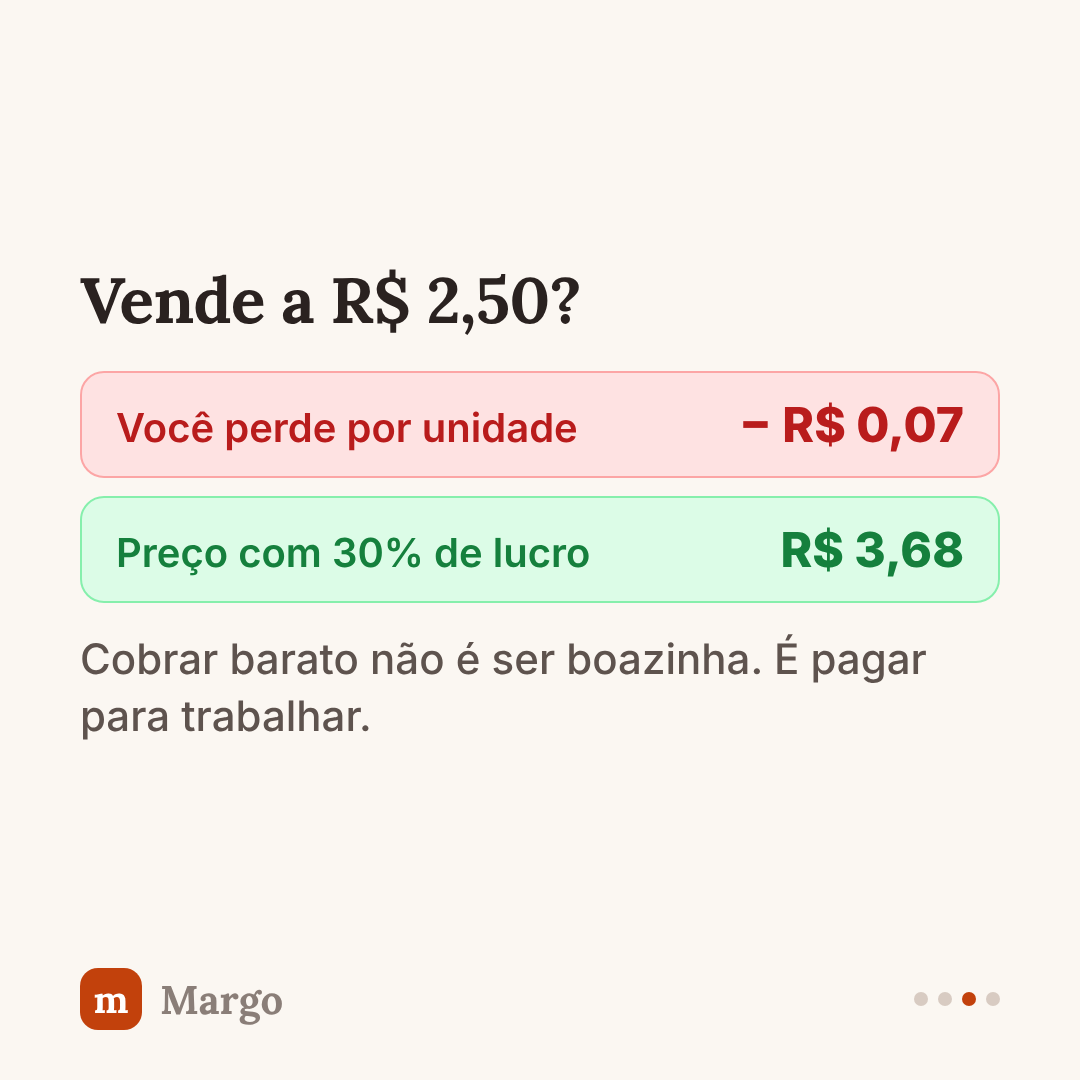 Vende a R$ 2,50?
Você perde por unidade − R$ 0,07
Preço com 30% de lucro R$ 3,68
Cobrar barato não é ser boazinha. É pagar
para trabalhar.
m Margo